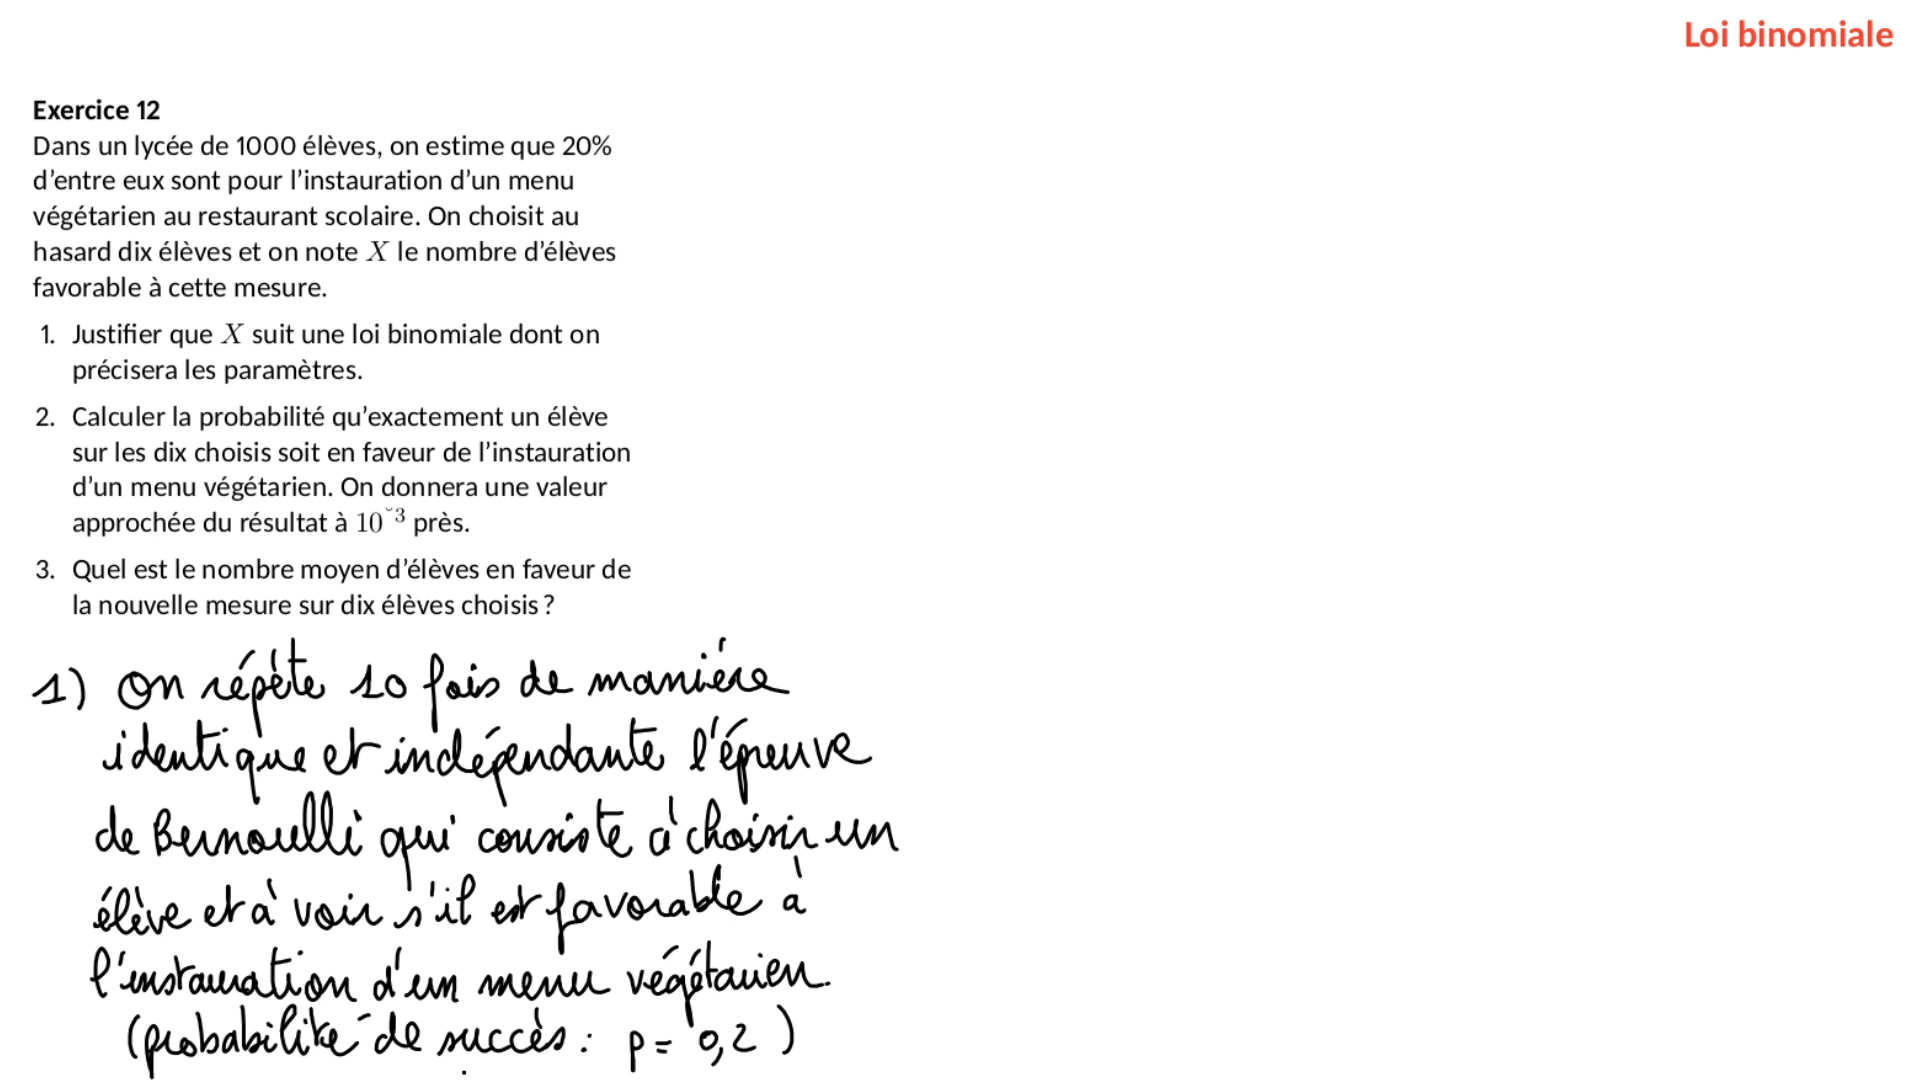 Loi binomiale
Exercice 12
Dans un lycée de 1000 élèves, on estime que 20%
d'entre eux sont pour l'instauration d'un menu
végétarien au restaurant scolaire. On choisit au
hasard dix élèves et on note X le nombre d'élèves
favorable à cette mesure.
1. Justifier que X suit une loi binomiale dont on
précisera les paramètres.
2. Calculer la probabilité qu'exactement un élève
sur les dix choisis soit en faveur de l'instauration
d'un menu végétarien. On donnera une valeur
approchée du résultat à 10˘3 près.
3. Quel est le nombre moyen d'élèves en faveur de
la nouvelle mesure sur dix élèves choisis ?
1) On répète 10 fois de manière
identique et indépendante l'épreuve
de Bernoulli qui consiste à choisir un
élève et à voir s'il est favorable à
l'instauration d'un menu végétarien.
(probabilité de succès : p = 0,2 )